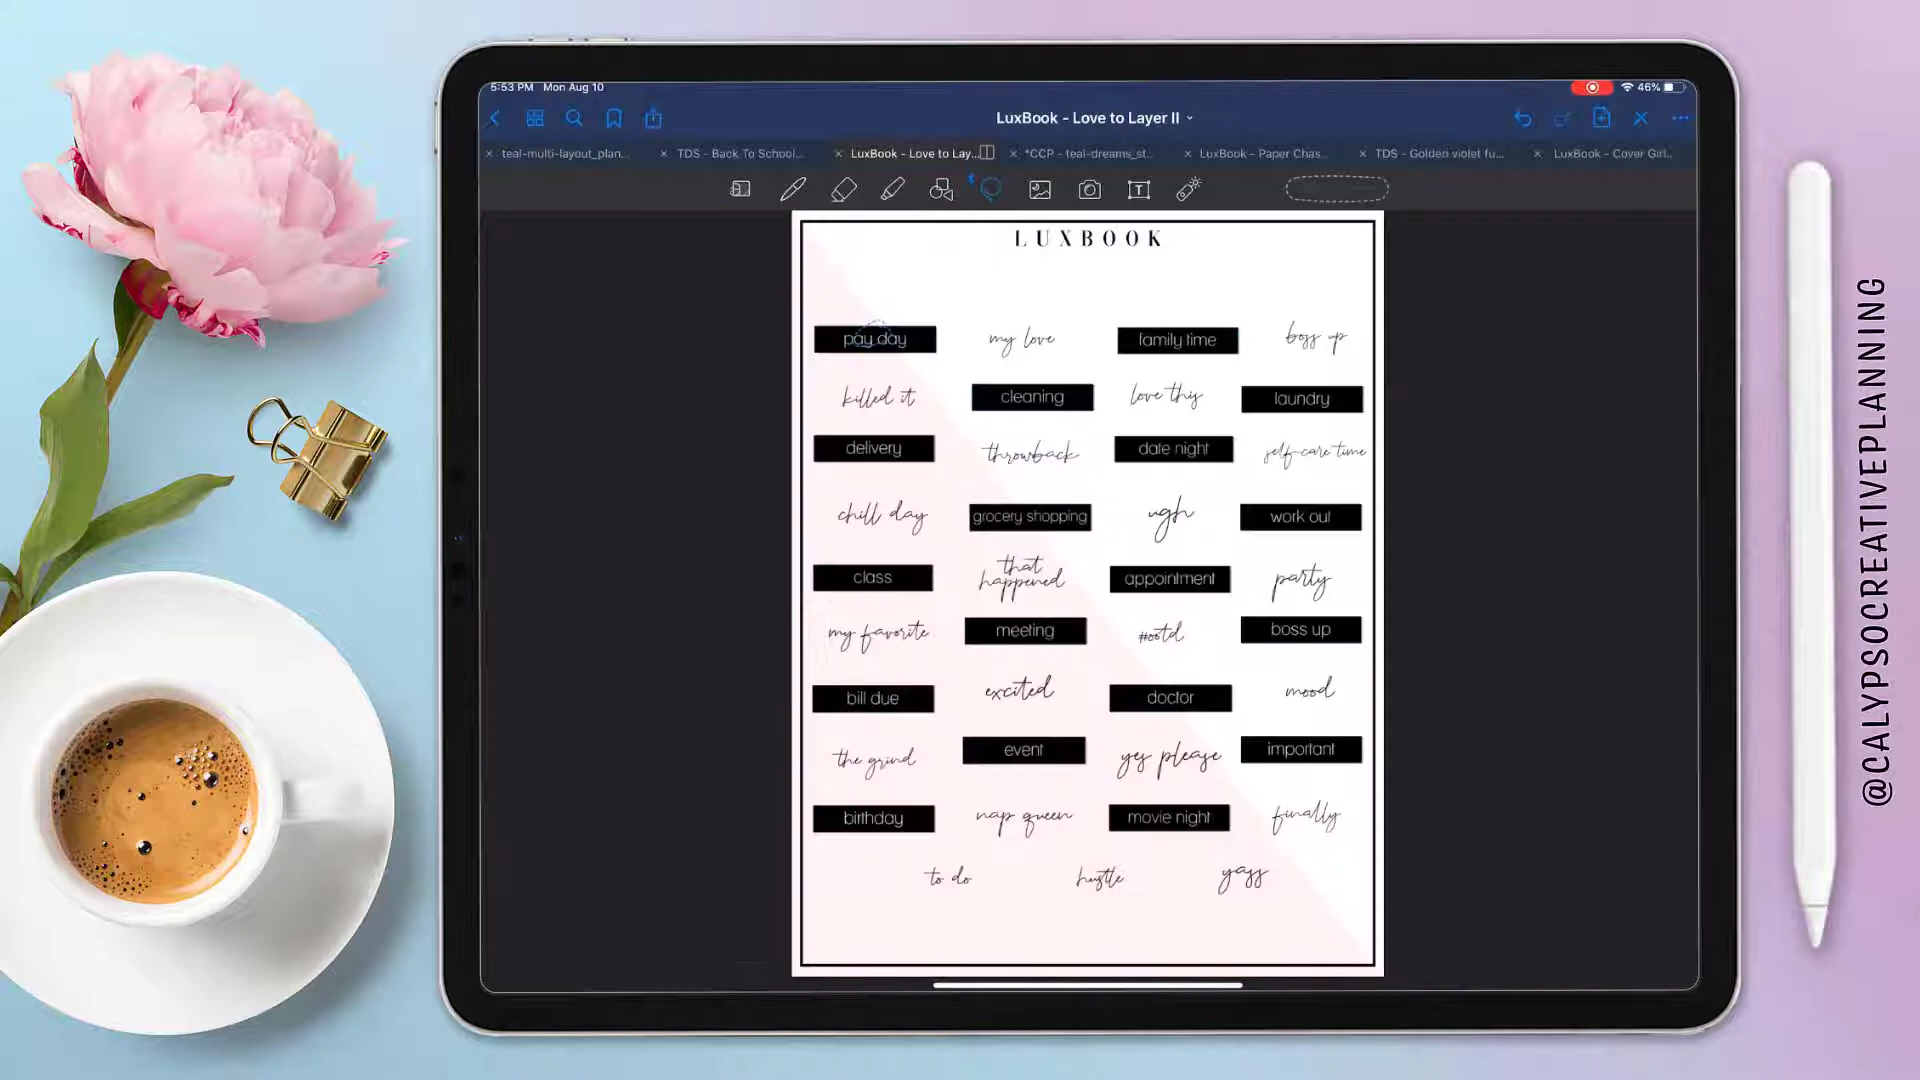 5:53 PM Mon Aug 10
46%
LuxBook - Love to Layer II
teal-multi-layout_plan...
TDS - Back To School...
LuxBook - Love to Lay...
*CCP - teal-dreams_st...
LuxBook - Paper Chas...
TDS - Golden violet fu...
LuxBook - Cover Girl...
LUXBOOK
pay day
my love
family time
boss up
killed it
cleaning
love this
laundry
delivery
throwback
date night
self-care time
chill day
grocery shopping
ugh
work out
class
that
happened
appointment
party
my favorite
meeting
#ootd
boss up
bill due
excited
doctor
mood
the grind
event
yes please
important
birthday
nap queen
movie night
finally
to do
hustle
yass
@CALYPSOCREATIVEPLANNING